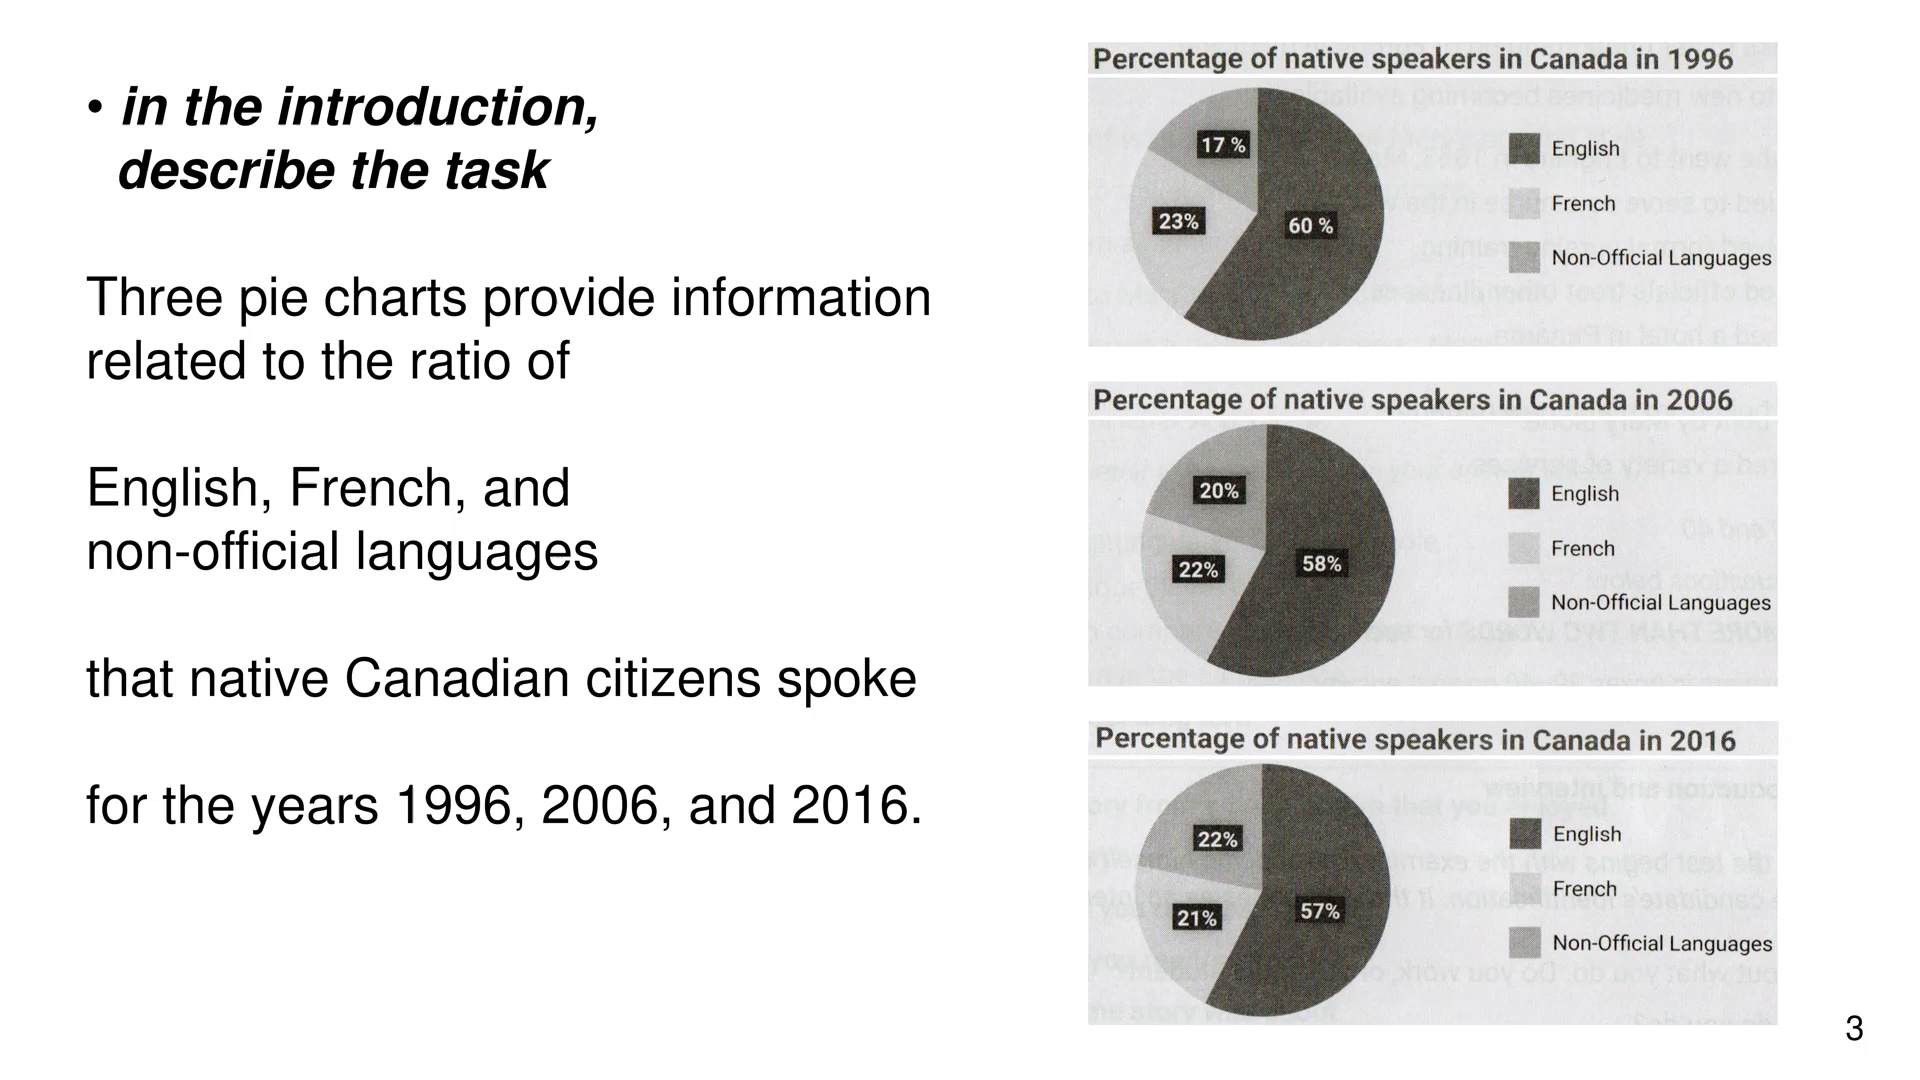 • in the introduction,
describe the task
Three pie charts provide information
related to the ratio of
English, French, and
non-official languages
that native Canadian citizens spoke
for the years 1996, 2006, and 2016.
Percentage of native speakers in Canada in 1996
17 %
23%
60 %
English
French
Non-Official Languages
Percentage of native speakers in Canada in 2006
20%
22%
58%
English
French
Non-Official Languages
Percentage of native speakers in Canada in 2016
22%
21%
57%
English
French
Non-Official Languages
3